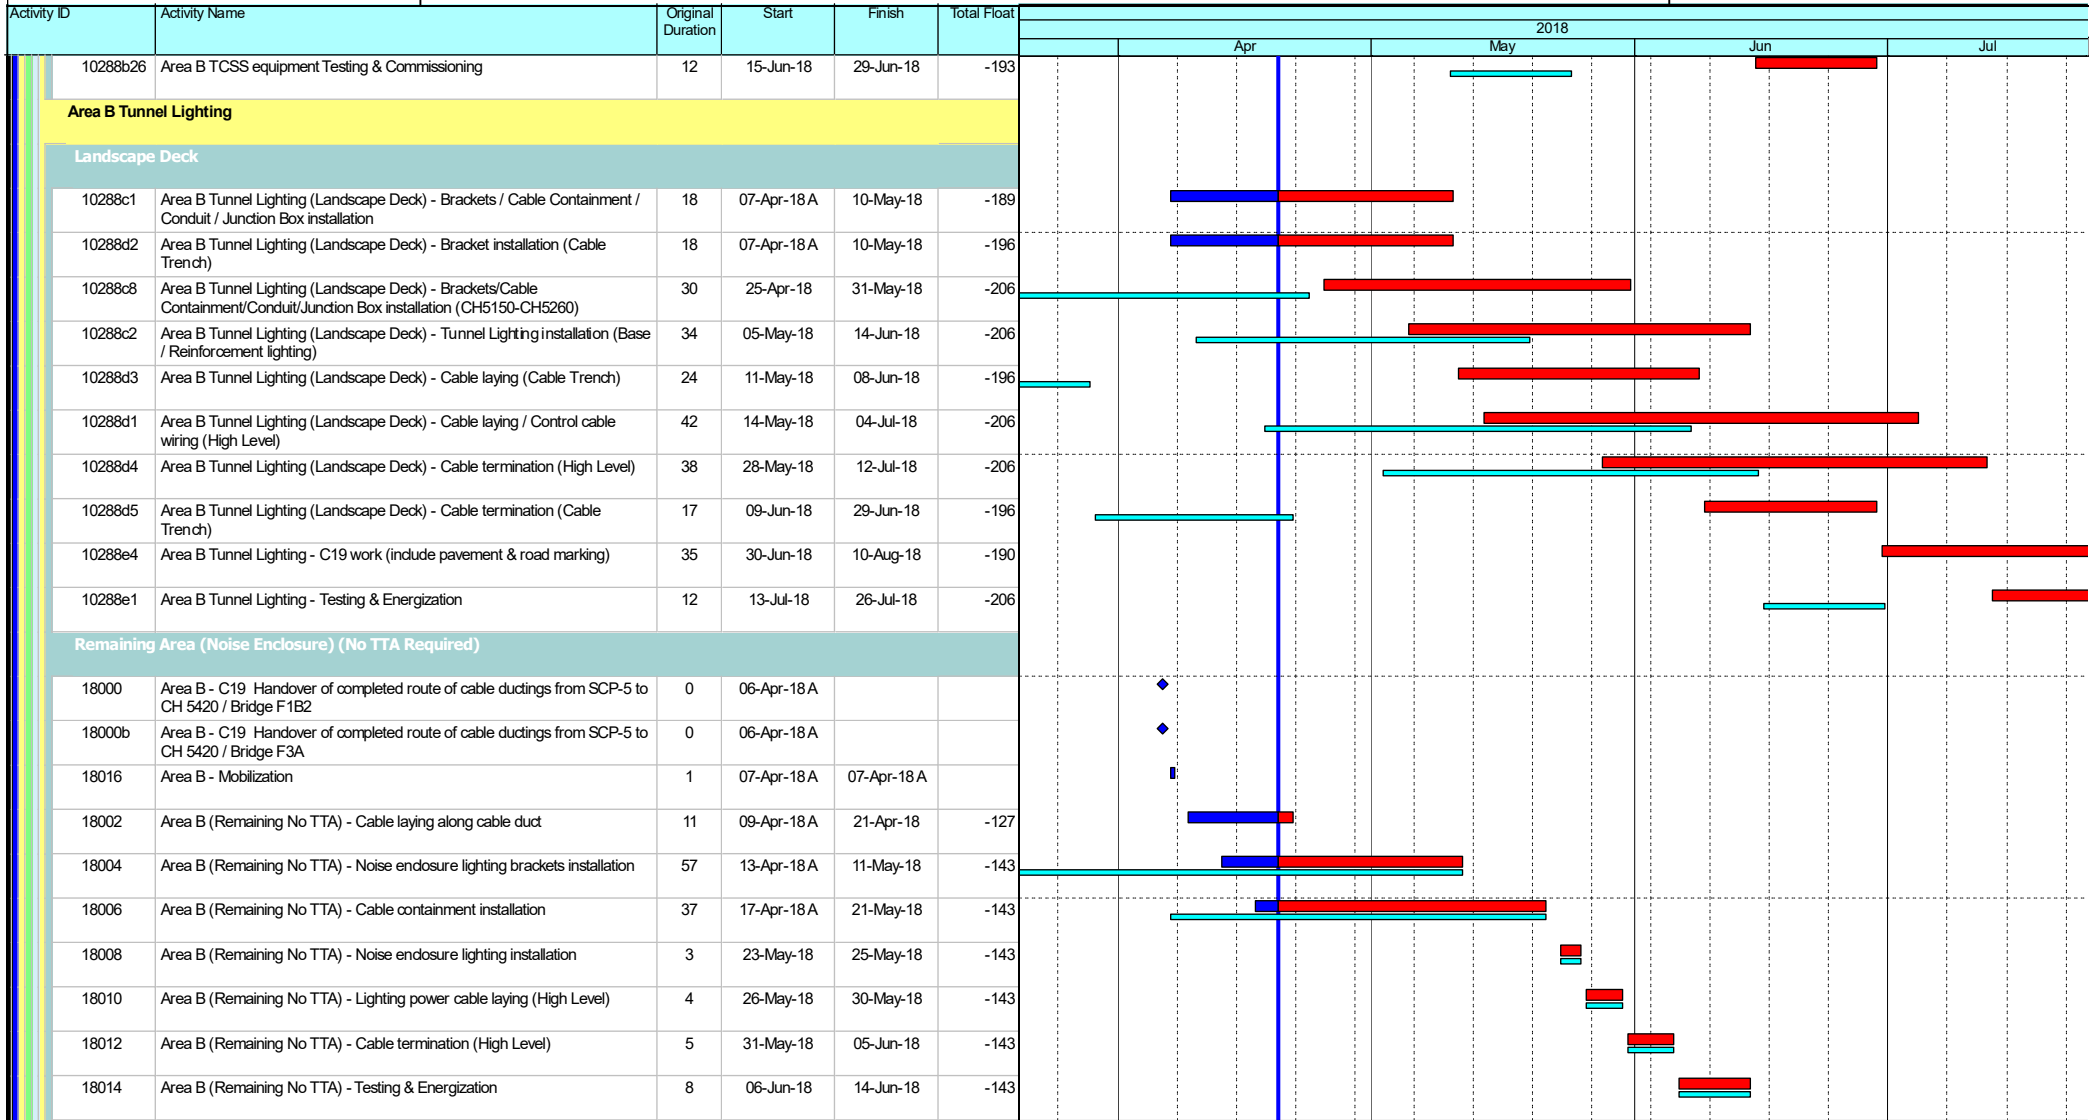 Activity ID Activity Name Original Duration Start Finish Total Float
2018
Apr May Jun Jul
10288b26 Area B TCSS equipment Testing & Commissioning 12 15-Jun-18 29-Jun-18 -193
Area B Tunnel Lighting
Landscape Deck
10288c1 Area B Tunnel Lighting (Landscape Deck) - Brackets / Cable Containment / 18 07-Apr-18 A 10-May-18 -189
Conduit / Junction Box installation
10288d2 Area B Tunnel Lighting (Landscape Deck) - Bracket installation (Cable 18 07-Apr-18 A 10-May-18 -196
Trench)
10288c8 Area B Tunnel Lighting (Landscape Deck) - Brackets/Cable 30 25-Apr-18 31-May-18 -206
Containment/Conduit/Junction Box installation (CH5150-CH5260)
10288c2 Area B Tunnel Lighting (Landscape Deck) - Tunnel Lighting installation (Base 34 05-May-18 14-Jun-18 -206
/ Reinforcement lighting)
10288d3 Area B Tunnel Lighting (Landscape Deck) - Cable laying (Cable Trench) 24 11-May-18 08-Jun-18 -196
10288d1 Area B Tunnel Lighting (Landscape Deck) - Cable laying / Control cable 42 14-May-18 04-Jul-18 -206
wiring (High Level)
10288d4 Area B Tunnel Lighting (Landscape Deck) - Cable termination (High Level) 38 28-May-18 12-Jul-18 -206
10288d5 Area B Tunnel Lighting (Landscape Deck) - Cable termination (Cable 17 09-Jun-18 29-Jun-18 -196
Trench)
10288e4 Area B Tunnel Lighting - C19 work (include pavement & road marking) 35 30-Jun-18 10-Aug-18 -190
10288e1 Area B Tunnel Lighting - Testing & Energization 12 13-Jul-18 26-Jul-18 -206
Remaining Area (Noise Enclosure) (No TTA Required)
18000 Area B - C19 Handover of completed route of cable ductings from SCP-5 to 0 06-Apr-18 A
CH 5420 / Bridge F1B2
18000b Area B - C19 Handover of completed route of cable ductings from SCP-5 to 0 06-Apr-18 A
CH 5420 / Bridge F3A
18016 Area B - Mobilization 1 07-Apr-18 A 07-Apr-18 A
18002 Area B (Remaining No TTA) - Cable laying along cable duct 11 09-Apr-18 A 21-Apr-18 -127
18004 Area B (Remaining No TTA) - Noise enclosure lighting brackets installation 57 13-Apr-18 A 11-May-18 -143
18006 Area B (Remaining No TTA) - Cable containment installation 37 17-Apr-18 A 21-May-18 -143
18008 Area B (Remaining No TTA) - Noise enclosure lighting installation 3 23-May-18 25-May-18 -143
18010 Area B (Remaining No TTA) - Lighting power cable laying (High Level) 4 26-May-18 30-May-18 -143
18012 Area B (Remaining No TTA) - Cable termination (High Level) 5 31-May-18 05-Jun-18 -143
18014 Area B (Remaining No TTA) - Testing & Energization 8 06-Jun-18 14-Jun-18 -143